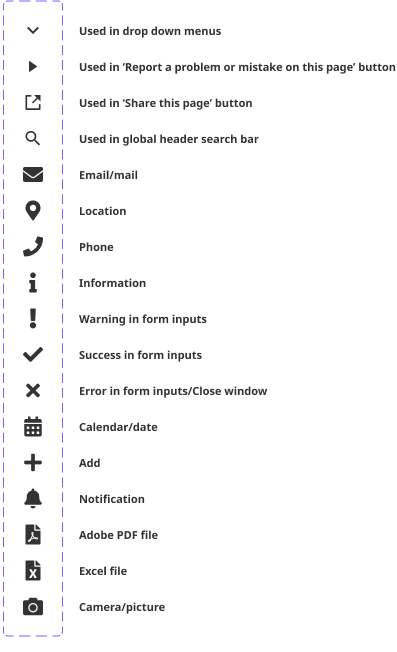 Used in drop down menus
Used in ‘Report a problem or mistake on this page’ button
Used in ‘Share this page’ button
Used in global header search bar
Email/mail
Location
Phone
Information
Warning in form inputs
Success in form inputs
Error in form inputs/Close window
Calendar/date
Add
Notification
Adobe PDF file
Excel file
Camera/picture